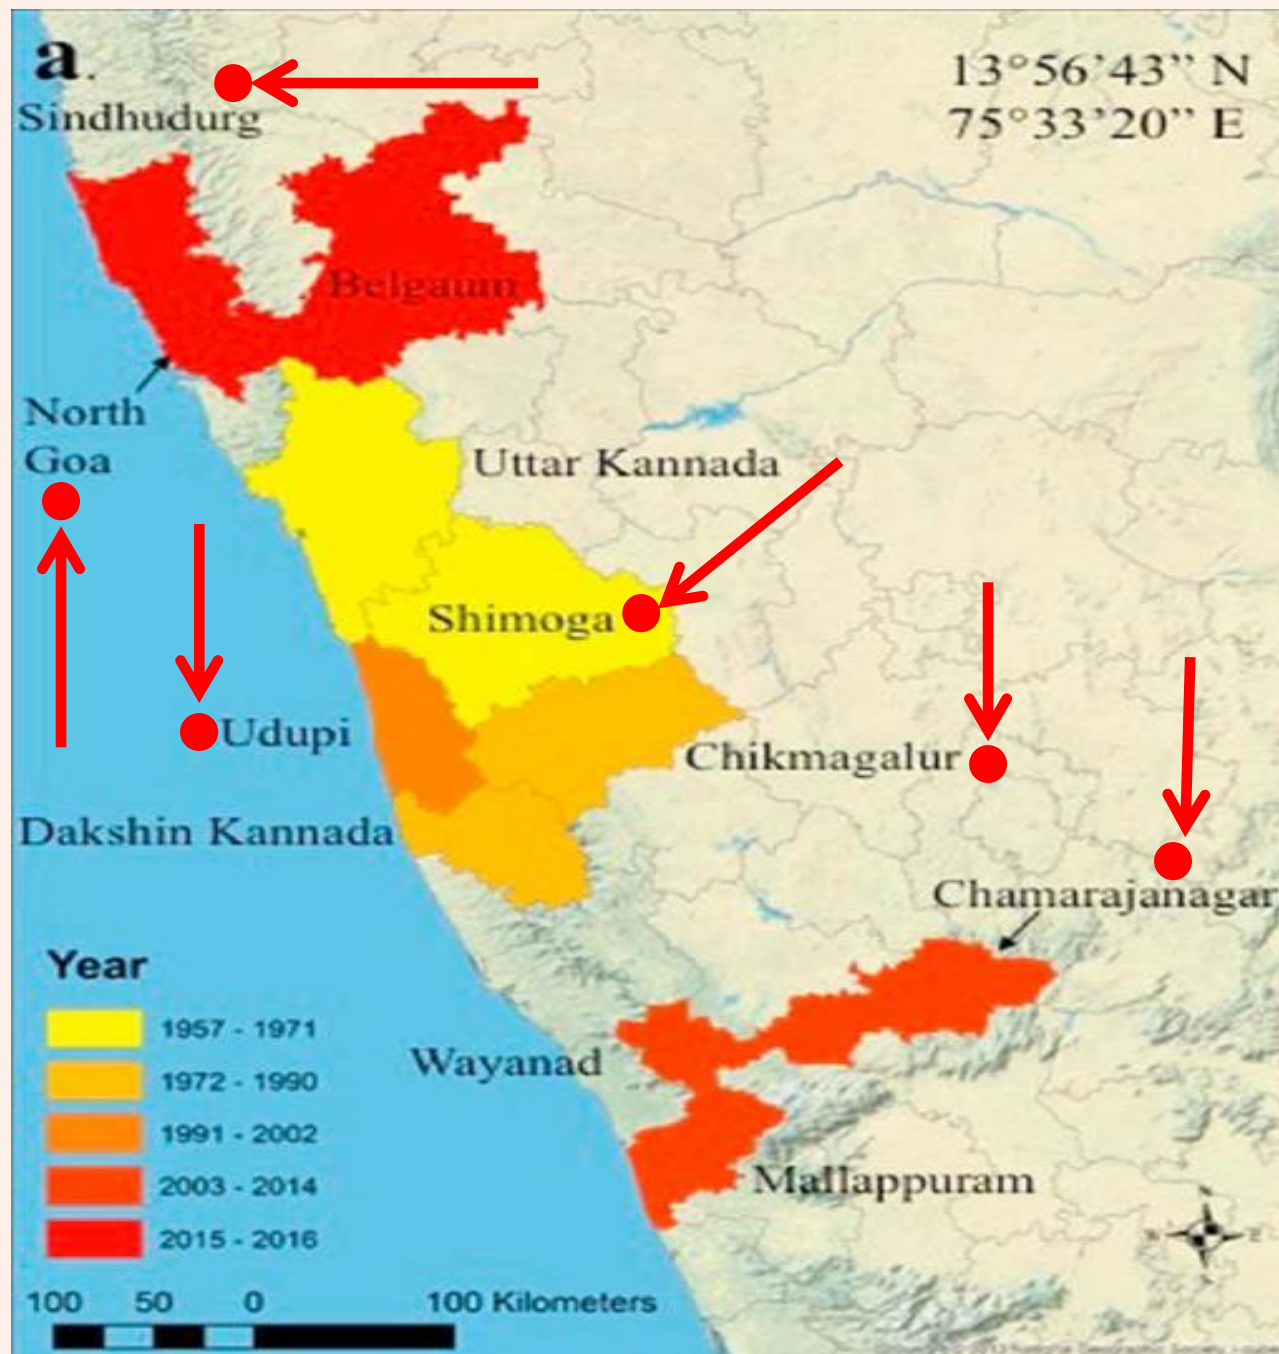 a.
13°56'43” N
75°33'20” E
Sindhudurg
Belgaum
North
Goa
Uttar Kannada
Shimoga
Udupi
Chikmagalur
Dakshin Kannada
Chamarajanagar
Wayanad
Mallappuram
Year
1957 - 1971
1972 - 1990
1991 - 2002
2003 - 2014
2015 - 2016
100 50 0 100 Kilometers